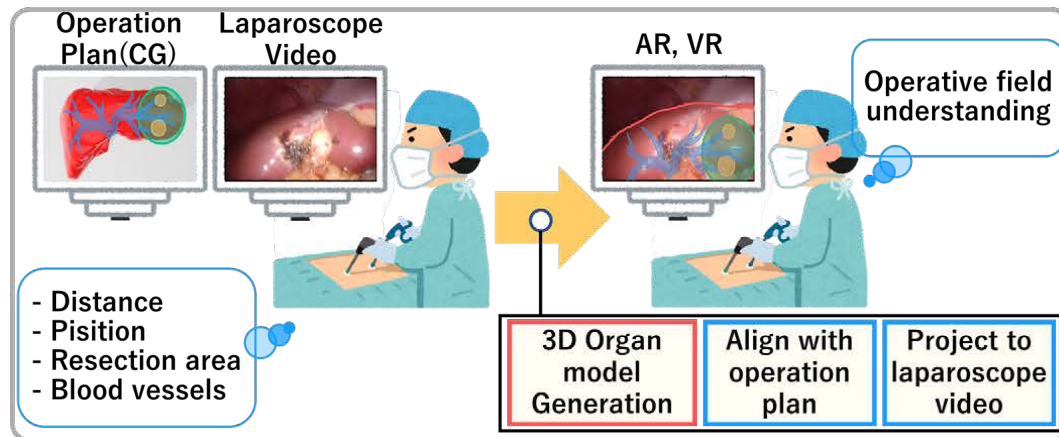 Operation
Plan(CG)
Laparoscope
Video
AR, VR
Operative field
understanding
- Distance
- Pisition
- Resection area
- Blood vessels
3D Organ
model
Generation
Align with
operation
plan
Project to
laparoscope
video